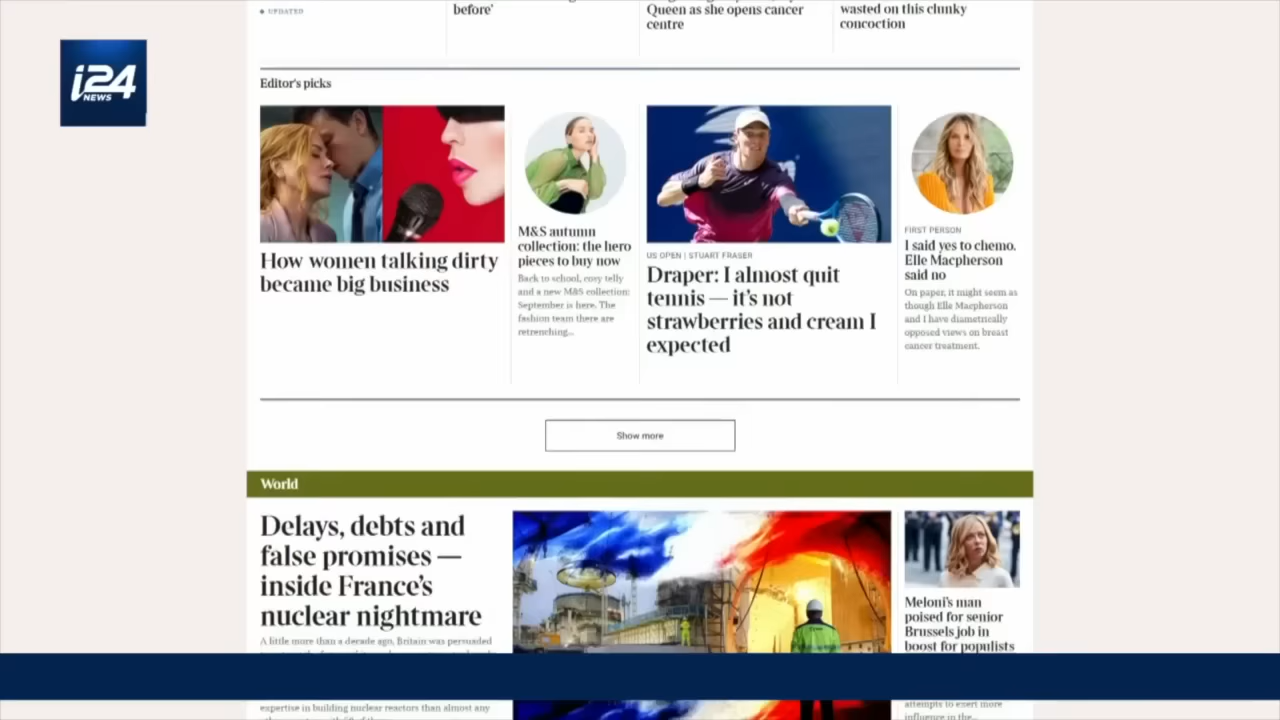 i24
NEWS
UPDATED
before'
Queen as she opens cancer
centre
wasted on this clunky
concoction
Editor's picks
How women talking dirty
became big business
M&S autumn
collection: the hero
pieces to buy now
Back to school, cosy telly
and a new M&S collection:
September is here. The
fashion team there are
retrenching...
US OPEN | STUART FRASER
Draper: I almost quit
tennis — it's not
strawberries and cream I
expected
FIRST PERSON
I said yes to chemo.
Elle Macpherson
said no
On paper, it might seem as
though Elle Macpherson
and I have diametrically
opposed views on breast
cancer treatment.
Show more
World
Delays, debts and
false promises —
inside France's
nuclear nightmare
A little more than a decade ago, Britain was persuaded
expertise in building nuclear reactors than almost any
Meloni's man
poised for senior
Brussels job in
boost for populists
attempts to exert more
influence in the...